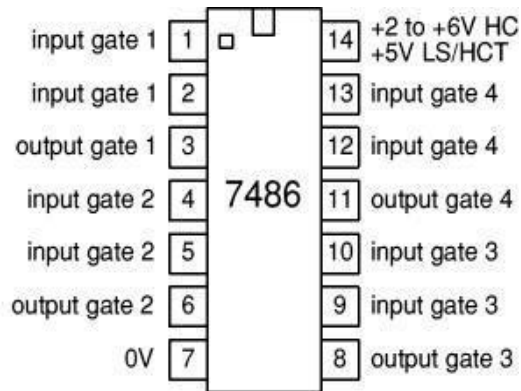 input gate 1 1
input gate 1 2
output gate 1 3
input gate 2 4
input gate 2 5
output gate 2 6
0V 7
7486
14 +2 to +6V HC
+5V LS/HCT
13 input gate 4
12 input gate 4
11 output gate 4
10 input gate 3
9 input gate 3
8 output gate 3